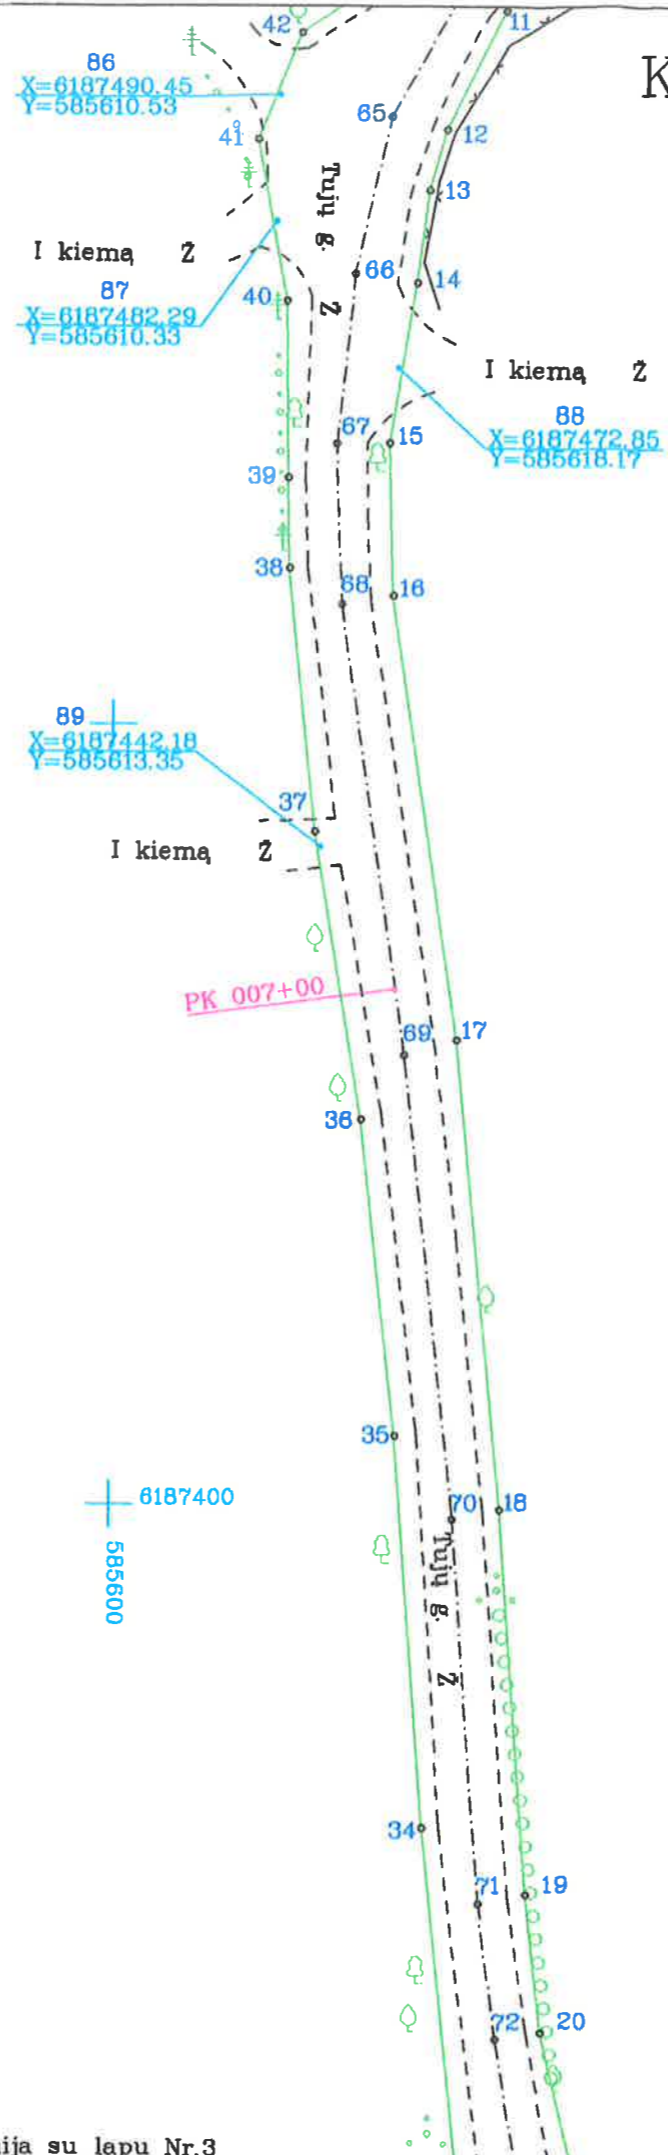 42
11
K
86
X=6187490.45
Y=585610.53
65
41
12
13
Tujų g. Ž
I kiemą Ž
66
14
87
X=6187482.29
Y=585610.33
40
I kiemą Ž
88
X=6187472.85
Y=585618.17
67
15
39
38
68
16
89
X=6187442.18
Y=585613.35
37
I kiemą Ž
PK 007+00
69
17
36
35
6187400
585600
70
18
Tujų g. Ž
34
71
19
72
20
ija su lapu Nr.3